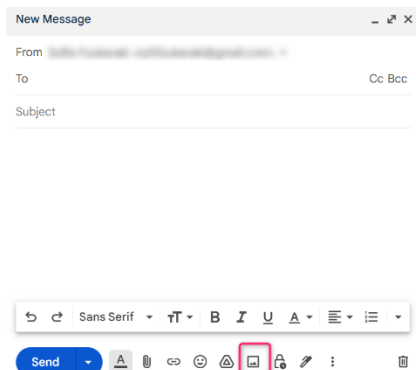 New Message
From
To Cc Bcc
Subject
Sans Serif B I U A
Send A